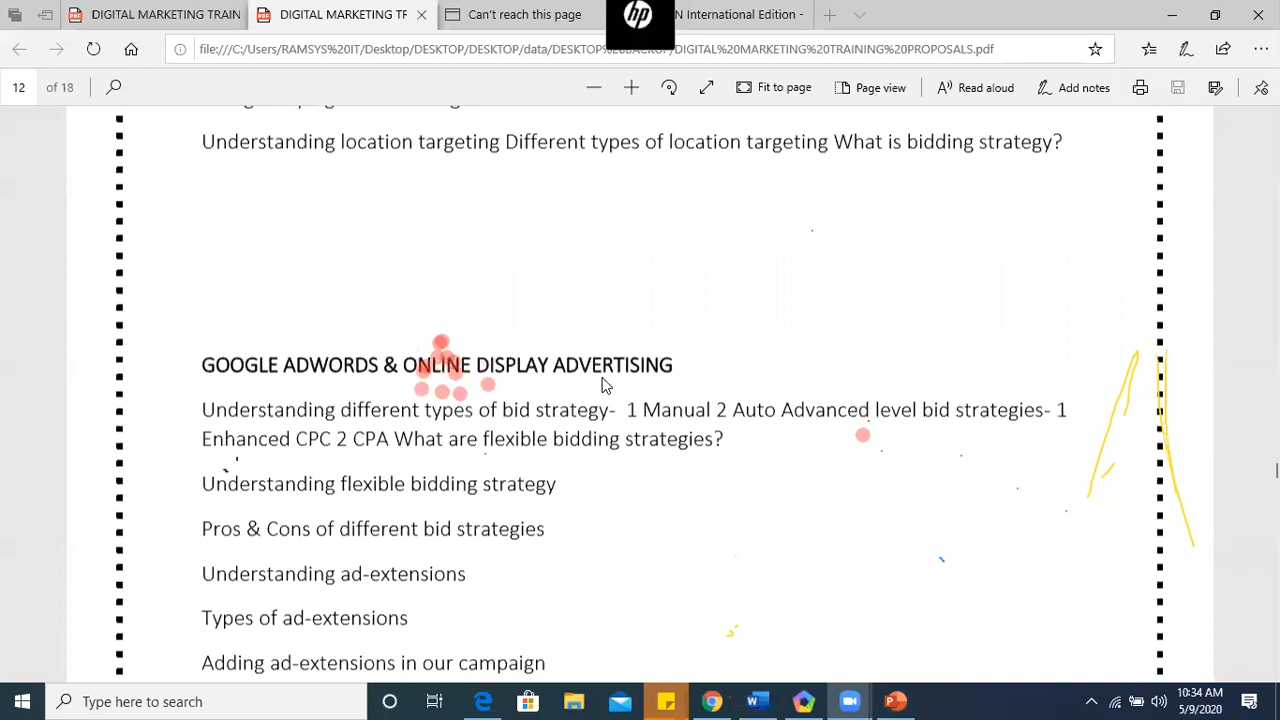 DIGITAL MARKETING TR
DIGITAL MARKETING TR
Can't reach this page
N International - bidding
file:///C:/Users/RAMSYS%20IT/Desktop/DESKTOP/DESKTOP/data/DESKTOP%20BACKUP/DIGITAL%20MARKETING%20TRAINING%20PROPOSALS.pdf
12 of 18
Fit to page
Page view
Read aloud
Add notes
Understanding location targeting Different types of location targeting What is bidding strategy?
GOOGLE ADWORDS & ONLINE DISPLAY ADVERTISING
Understanding different types of bid strategy- 1 Manual 2 Auto Advanced level bid strategies- 1
Enhanced CPC 2 CPA What are flexible bidding strategies?
Understanding flexible bidding strategy
Pros & Cons of different bid strategies
Understanding ad-extensions
Types of ad-extensions
Adding ad-extensions in our campaign
Type here to search
10:34 AM
5/9/2020
hp